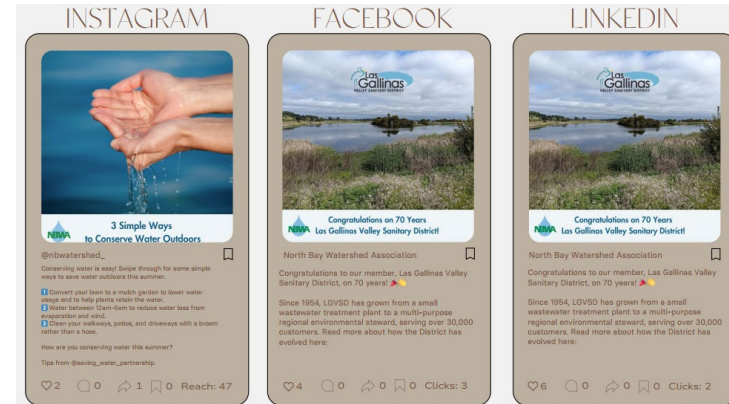 INSTAGRAM
NBWA
3 Simple Ways
to Conserve Water Outdoors
@nbwatershed_
Conserving water is easy! Swipe through for some simple
ways to save water outdoors this summer.
1 Convert your lawn to a mulch garden to lower water
usage and to help plants retain the water.
2 Water between 12am-6am to reduce water loss from
evaporation and wind.
3 Clean your walkways, patios, and driveways with a broom
rather than a hose.
How are you conserving water this summer?
Tips from @saving_water_partnership.
2 0 1 0 Reach: 47
FACEBOOK
Las
Gallinas
VALLEY SANITARY DISTRICT
NBWA
Congratulations on 70 Years
Las Gallinas Valley Sanitary District!
North Bay Watershed Association
Congratulations to our member, Las Gallinas Valley
Sanitary District, on 70 years! 🎉👏
Since 1954, LGVSD has grown from a small
wastewater treatment plant to a multi-purpose
regional environmental steward, serving over 30,000
customers. Read more about how the District has
evolved here:
4 0 0 0 Clicks: 3
LINKEDIN
Las
Gallinas
VALLEY SANITARY DISTRICT
NBWA
Congratulations on 70 Years
Las Gallinas Valley Sanitary District!
North Bay Watershed Association
Congratulations to our member, Las Gallinas Valley
Sanitary District, on 70 years! 🎉👏
Since 1954, LGVSD has grown from a small
wastewater treatment plant to a multi-purpose
regional environmental steward, serving over 30,000
customers. Read more about how the District has
evolved here:
6 0 0 0 Clicks: 2